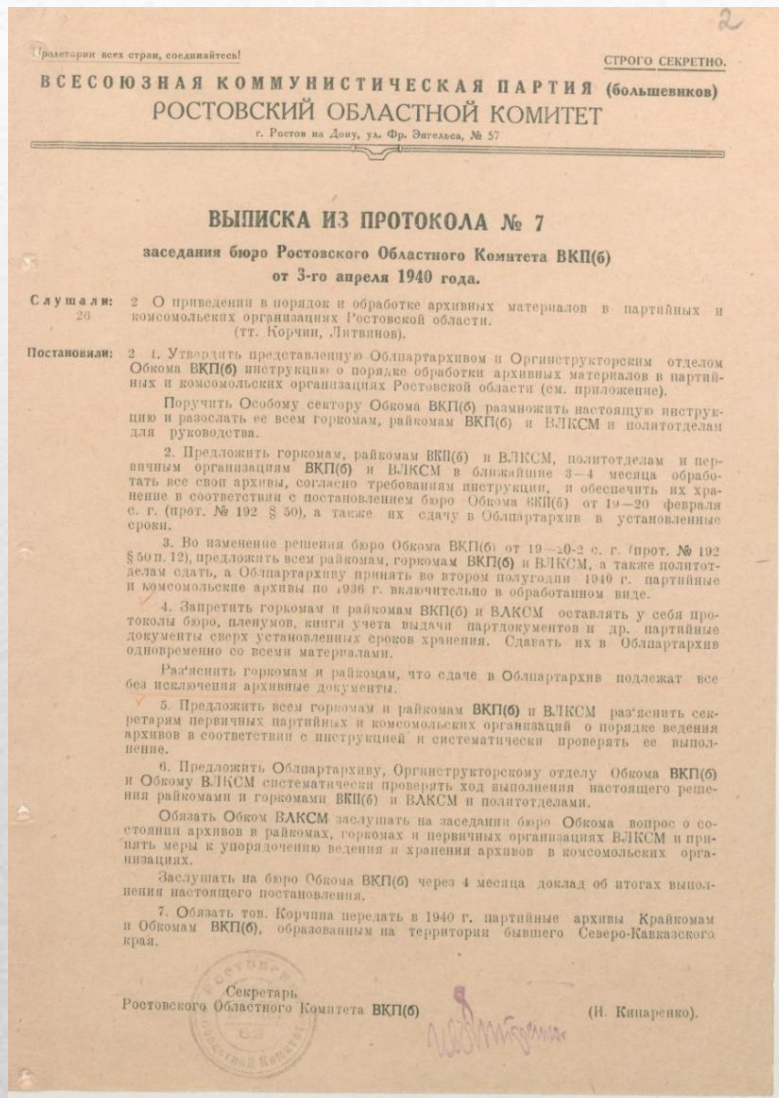 2
Пролетарии всех стран, соединяйтесь!
СТРОГО СЕКРЕТНО.
ВСЕСОЮЗНАЯ КОММУНИСТИЧЕСКАЯ ПАРТИЯ (большевиков)
РОСТОВСКИЙ ОБЛАСТНОЙ КОМИТЕТ
г. Ростов на Дону, ул. Фр. Энгельса, № 57
ВЫПИСКА ИЗ ПРОТОКОЛА № 7
заседания бюро Ростовского Областного Комитета ВКП(б)
от 3-го апреля 1940 года.
Слушали: 2 О приведении в порядок и обработке архивных материалов в партийных и
26 комсомольских организациях Ростовской области.
(тт. Корчин, Литвинов).
Постановили: 2 1. Утвердить представленную Облпартархивом и Оргинструкторским отделом
Обкома ВКП(б) инструкцию о порядке обработки архивных материалов в партий-
ных и комсомольских организациях Ростовской области (см. приложение).
Поручить Особому сектору Обкома ВКП(б) размножить настоящую инструк-
цию и разослать ее всем горкомам, райкомам ВКП(б) и ВЛКСМ и политотделам
для руководства.
2. Предложить горкомам, райкомам ВКП(б) и ВЛКСМ, политотделам и пер-
вичным организациям ВКП(б) и ВЛКСМ в ближайшие 3—4 месяца обрабо-
тать все свои архивы, согласно требованиям инструкции, и обеспечить их хра-
нение в соответствии с постановлением бюро Обкома ВКП(б) от 19—20 февраля
с. г. (прот. № 192 § 50), а также их сдачу в Облпартархив в установленные
сроки.
3. Во изменение решения бюро Обкома ВКП(б) от 19—20-2 с. г. (прот. № 192
§ 50 п. 12), предложить всем райкомам, горкомам ВКП(б) и ВЛКСМ, а также политот-
делам сдать, а Облпартархиву принять во втором полугодии 1940 г. партийные
и комсомольские архивы по 1936 г. включительно в обработанном виде.
4. Запретить горкомам и райкомам ВКП(б) и ВЛКСМ оставлять у себя про-
токолы бюро, пленумов, книги учета выдачи партдокументов и др. партийные
документы сверх установленных сроков хранения. Сдавать их в Облпартархив
одновременно со всеми материалами.
Раз'яснить горкомам и райкомам, что сдаче в Облпартархив подлежат все
без исключения архивные документы.
5. Предложить всем горкомам и райкомам ВКП(б) и ВЛКСМ раз'яснить сек-
ретарям первичных партийных и комсомольских организаций о порядке ведения
архивов в соответствии с инструкцией и систематически проверять ее выпол-
нение.
6. Предложить Облпартархиву, Оргинструкторскому отделу Обкома ВКП(б)
и Обкому ВЛКСМ систематически проверять ход выполнения настоящего реше-
ния райкомами и горкомами ВКП(б) и ВЛКСМ и политотделами.
Обязать Обком ВЛКСМ заслушать на заседании бюро Обкома вопрос о со-
стоянии архивов в райкомах, горкомах и первичных организациях ВЛКСМ и при-
нять меры к упорядочению ведения и хранения архивов в комсомольских орга-
низациях.
Заслушать на бюро Обкома ВКП(б) через 4 месяца доклад об итогах выпол-
нения настоящего постановления.
7. Обязать тов. Корчина передать в 1940 г. партийные архивы Крайкомам
и Обкомам ВКП(б), образованным на территории бывшего Северо-Кавказского
края.
Секретарь
Ростовского Областного Комитета ВКП(б) (И. Кипаренко).
Областной Комитет